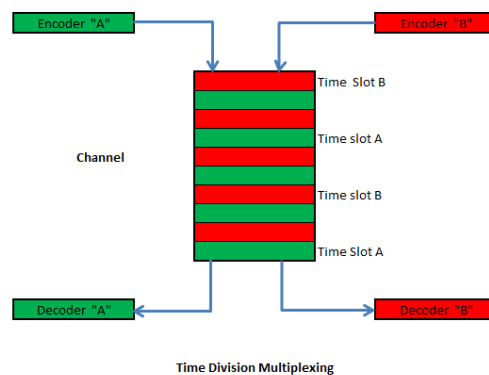 Encoder "A"
Encoder "B"
Time Slot B
Time slot A
Channel
Time slot B
Time Slot A
Decoder "A"
Decoder "B"
Time Division Multiplexing